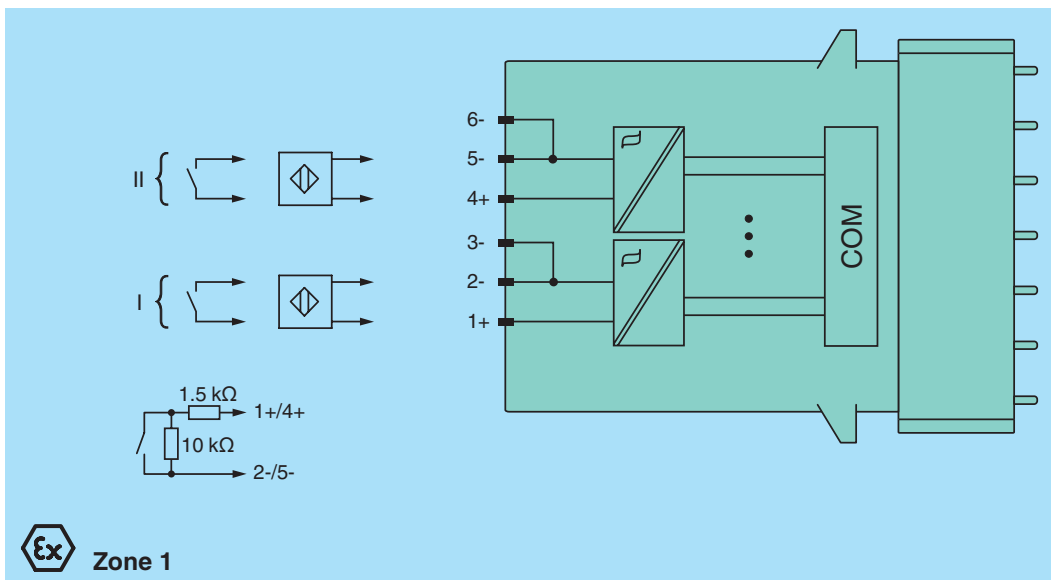 6-
5-
II
4+
3-
COM
2-
I
1+
1.5 kΩ
1+/4+
10 kΩ
2-/5-
Ex Zone 1